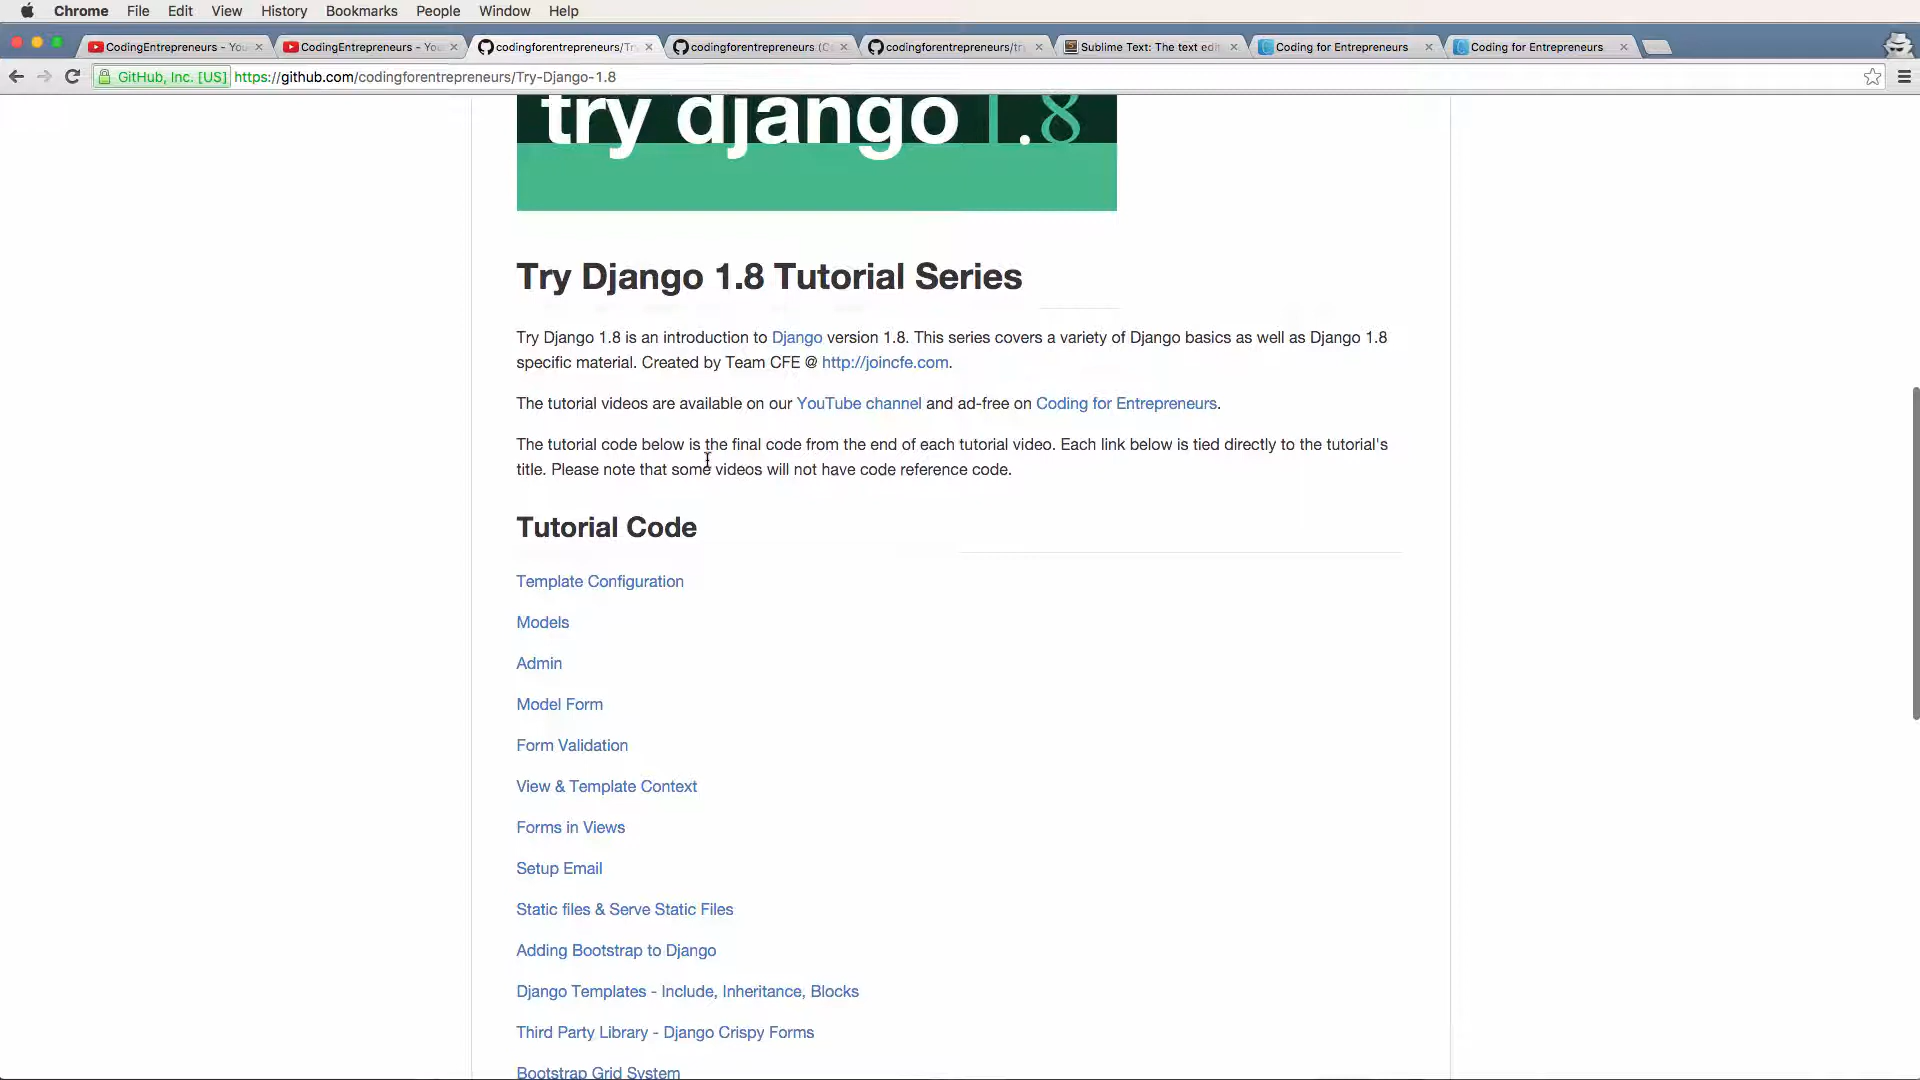 Chrome File Edit View History Bookmarks People Window Help
CodingEntrepreneurs - You
CodingEntrepreneurs - You
codingforentrepreneurs/Tr
codingforentrepreneurs (C
codingforentrepreneurs/tr
Sublime Text: The text edit
Coding for Entrepreneurs
Coding for Entrepreneurs
GitHub, Inc. [US] https://github.com/codingforentrepreneurs/Try-Django-1.8
try django 1.8
Try Django 1.8 Tutorial Series
Try Django 1.8 is an introduction to Django version 1.8. This series covers a variety of Django basics as well as Django 1.8
specific material. Created by Team CFE @ http://joincfe.com.
The tutorial videos are available on our YouTube channel and ad-free on Coding for Entrepreneurs.
The tutorial code below is the final code from the end of each tutorial video. Each link below is tied directly to the tutorial's
title. Please note that some videos will not have code reference code.
Tutorial Code
Template Configuration
Models
Admin
Model Form
Form Validation
View & Template Context
Forms in Views
Setup Email
Static files & Serve Static Files
Adding Bootstrap to Django
Django Templates - Include, Inheritance, Blocks
Third Party Library - Django Crispy Forms
Bootstrap Grid System